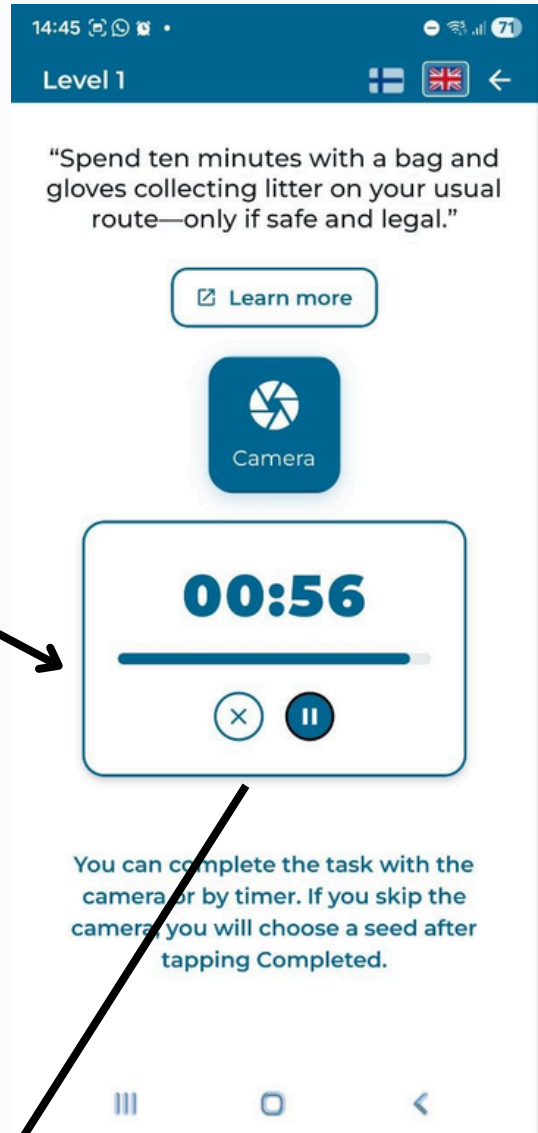 14:45
71
Level 1
“Spend ten minutes with a bag and
gloves collecting litter on your usual
route—only if safe and legal.”
Learn more
Camera
00:56
You can complete the task with the
camera or by timer. If you skip the
camera, you will choose a seed after
tapping Completed.